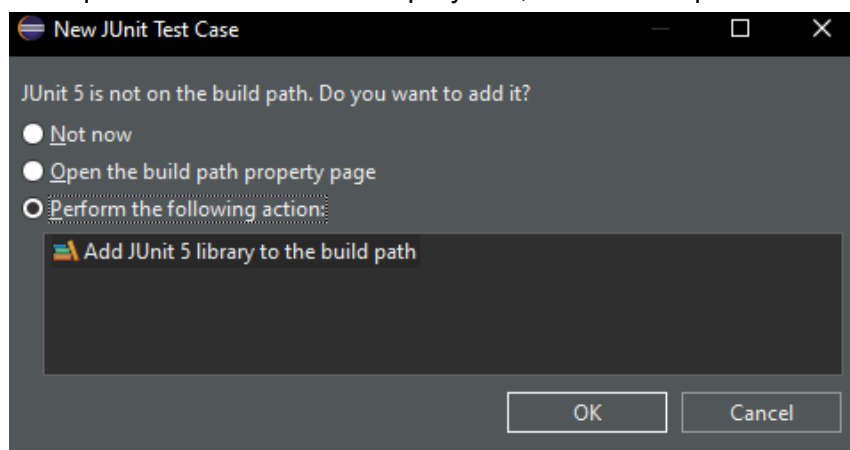 New JUnit Test Case
JUnit 5 is not on the build path. Do you want to add it?
Not now
Open the build path property page
Perform the following action:
Add JUnit 5 library to the build path
OK Cancel